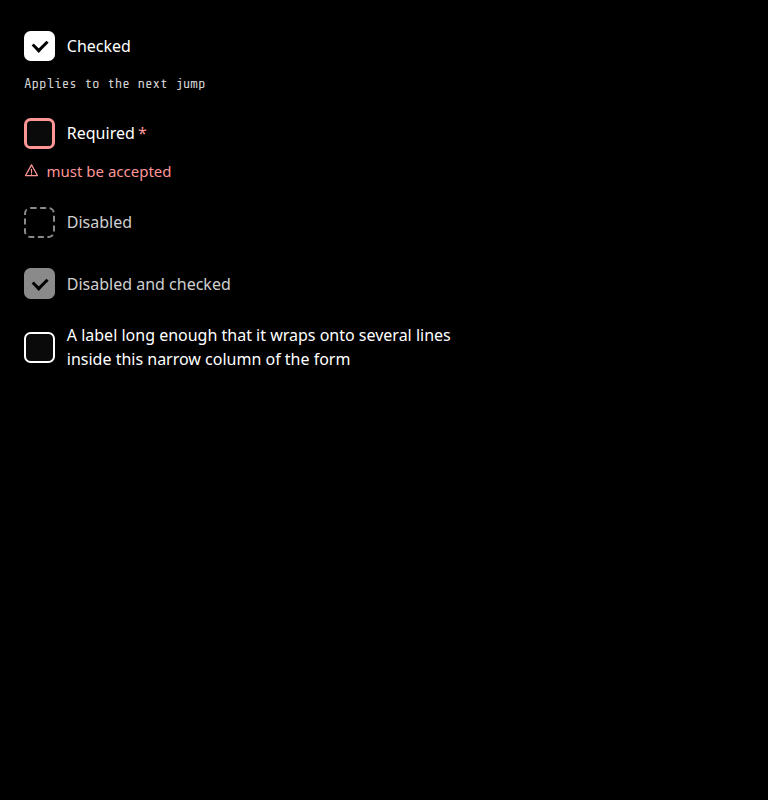 Checked
Applies to the next jump
Required *
must be accepted
Disabled
Disabled and checked
A label long enough that it wraps onto several lines
inside this narrow column of the form